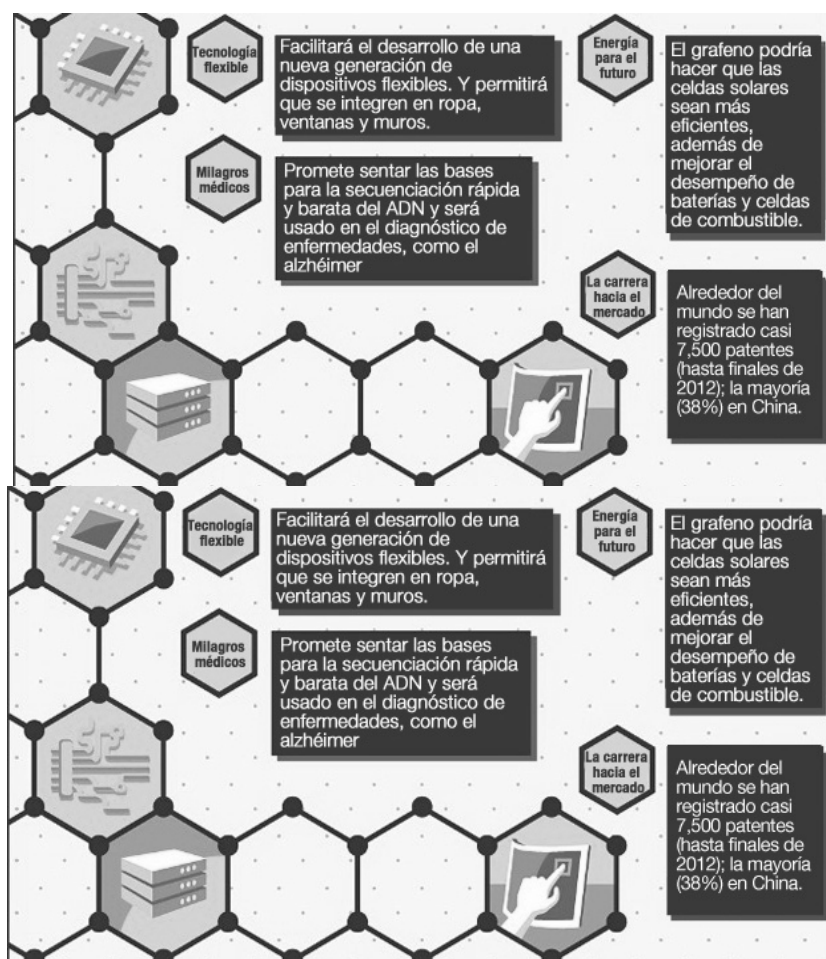 Tecnología
flexible
Facilitará el desarrollo de una
nueva generación de
dispositivos flexibles. Y permitirá
que se integren en ropa,
ventanas y muros.
Milagros
médicos
Promete sentar las bases
para la secuenciación rápida
y barata del ADN y será
usado en el diagnóstico de
enfermedades, como el
alzhéimer
Energía
para el
futuro
El grafeno podría
hacer que las
celdas solares
sean más
eficientes,
además de
mejorar el
desempeño de
baterías y celdas
de combustible.
La carrera
hacia el
mercado
Alrededor del
mundo se han
registrado casi
7,500 patentes
(hasta finales de
2012); la mayoría
(38%) en China.
Tecnología
flexible
Facilitará el desarrollo de una
nueva generación de
dispositivos flexibles. Y permitirá
que se integren en ropa,
ventanas y muros.
Milagros
médicos
Promete sentar las bases
para la secuenciación rápida
y barata del ADN y será
usado en el diagnóstico de
enfermedades, como el
alzhéimer
Energía
para el
futuro
El grafeno podría
hacer que las
celdas solares
sean más
eficientes,
además de
mejorar el
desempeño de
baterías y celdas
de combustible.
La carrera
hacia el
mercado
Alrededor del
mundo se han
registrado casi
7,500 patentes
(hasta finales de
2012); la mayoría
(38%) en China.